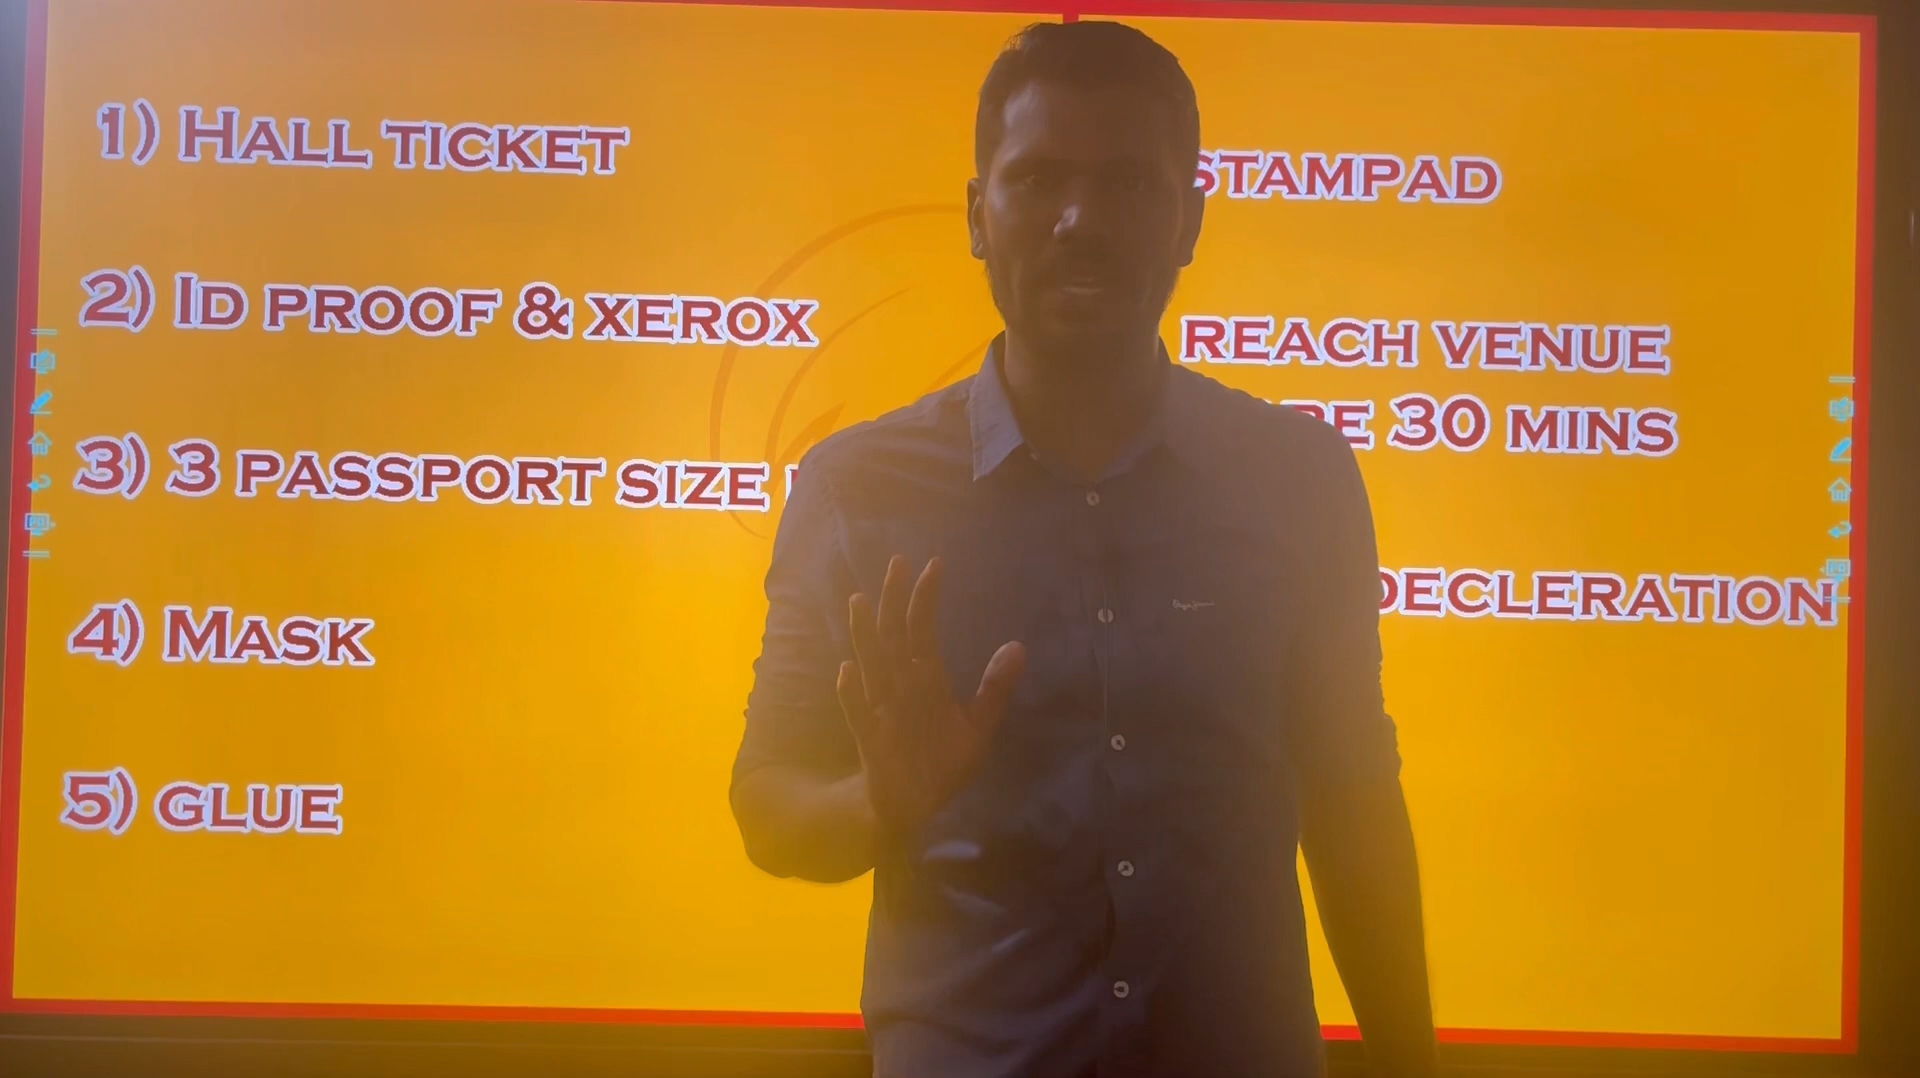 1) HALL TICKET
2) ID PROOF & XEROX
3) 3 PASSPORT SIZE
4) MASK
5) GLUE
STAMPAD
REACH VENUE
30 MINS
DECLERATION